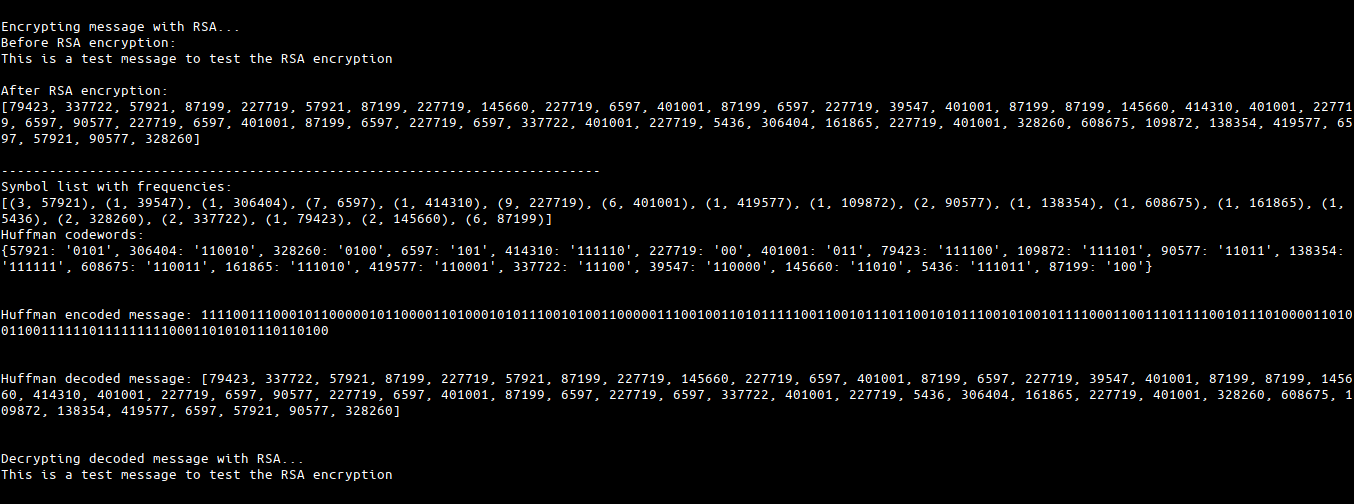 Encrypting message with RSA...
Before RSA encryption:
This is a test message to test the RSA encryption
After RSA encryption:
[79423, 337722, 57921, 87199, 227719, 57921, 87199, 227719, 145660, 227719, 6597, 401001, 87199, 6597, 227719, 39547, 401001, 87199, 87199, 145660, 414310, 401001, 22771
9, 6597, 90577, 227719, 6597, 401001, 87199, 6597, 227719, 6597, 337722, 401001, 227719, 5436, 306404, 161865, 227719, 401001, 328260, 608675, 109872, 138354, 419577, 65
97, 57921, 90577, 328260]
---------------------------------------------------------------------------
Symbol list with frequencies:
[(3, 57921), (1, 39547), (1, 306404), (7, 6597), (1, 414310), (9, 227719), (6, 401001), (1, 419577), (1, 109872), (2, 90577), (1, 138354), (1, 608675), (1, 161865), (1,
5436), (2, 328260), (2, 337722), (1, 79423), (2, 145660), (6, 87199)]
Huffman codewords:
{57921: '0101', 306404: '110010', 328260: '0100', 6597: '101', 414310: '111110', 227719: '00', 401001: '011', 79423: '111100', 109872: '111101', 90577: '11011', 138354:
'111111', 608675: '110011', 161865: '111010', 419577: '110001', 337722: '11100', 39547: '110000', 145660: '11010', 5436: '111011', 87199: '100'}
Huffman encoded message: 1111001110001011000001011000011010001010111001010011000000111001001101011111001100101110110010101110010100101111000110011101111001011101000011010
0110011111101111111111000110101011101101​00
Huffman decoded message: [79423, 337722, 57921, 87199, 227719, 57921, 87199, 227719, 145660, 227719, 6597, 401001, 87199, 6597, 227719, 39547, 401001, 87199, 87199, 1456
60, 414310, 401001, 227719, 6597, 90577, 227719, 6597, 401001, 87199, 6597, 227719, 6597, 337722, 401001, 227719, 5436, 306404, 161865, 227719, 401001, 328260, 608675, 1
09872, 138354, 419577, 6597, 57921, 90577, 328260]
Decrypting decoded message with RSA...
This is a test message to test the RSA encryption